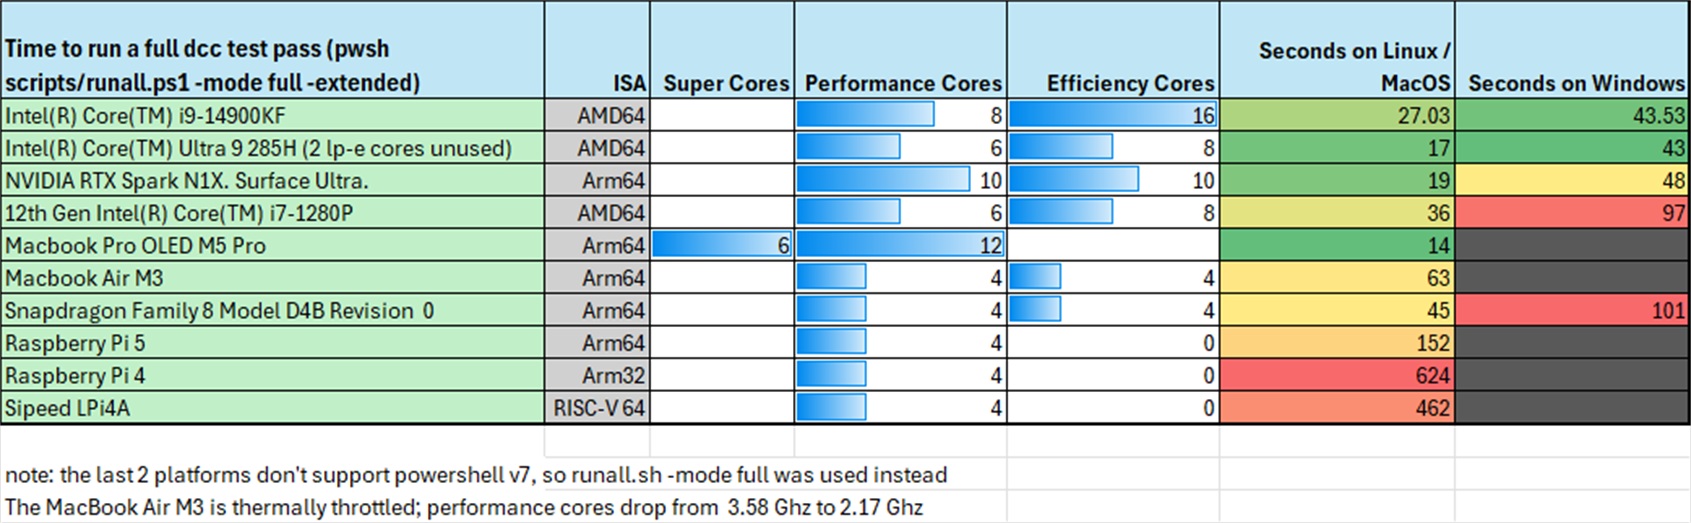 Time to run a full dcc test pass (pwsh
scripts/runall.ps1 -mode full -extended) ISA Super Cores Performance Cores Efficiency Cores Seconds on Linux / MacOS Seconds on Windows
Intel(R) Core(TM) i9-14900KF AMD64 8 16 27.03 43.53
Intel(R) Core(TM) Ultra 9 285H (2 lp-e cores unused) AMD64 6 8 17 43
NVIDIA RTX Spark N1X. Surface Ultra. Arm64 10 10 19 48
12th Gen Intel(R) Core(TM) i7-1280P AMD64 6 8 36 97
Macbook Pro OLED M5 Pro Arm64 6 12 14
Macbook Air M3 Arm64 4 4 63
Snapdragon Family 8 Model D4B Revision 0 Arm64 4 4 45 101
Raspberry Pi 5 Arm64 4 0 152
Raspberry Pi 4 Arm32 4 0 624
Sipeed LPi4A RISC-V 64 4 0 462
note: the last 2 platforms don't support powershell v7, so runall.sh -mode full was used instead
The MacBook Air M3 is thermally throttled; performance cores drop from 3.58 Ghz to 2.17 Ghz